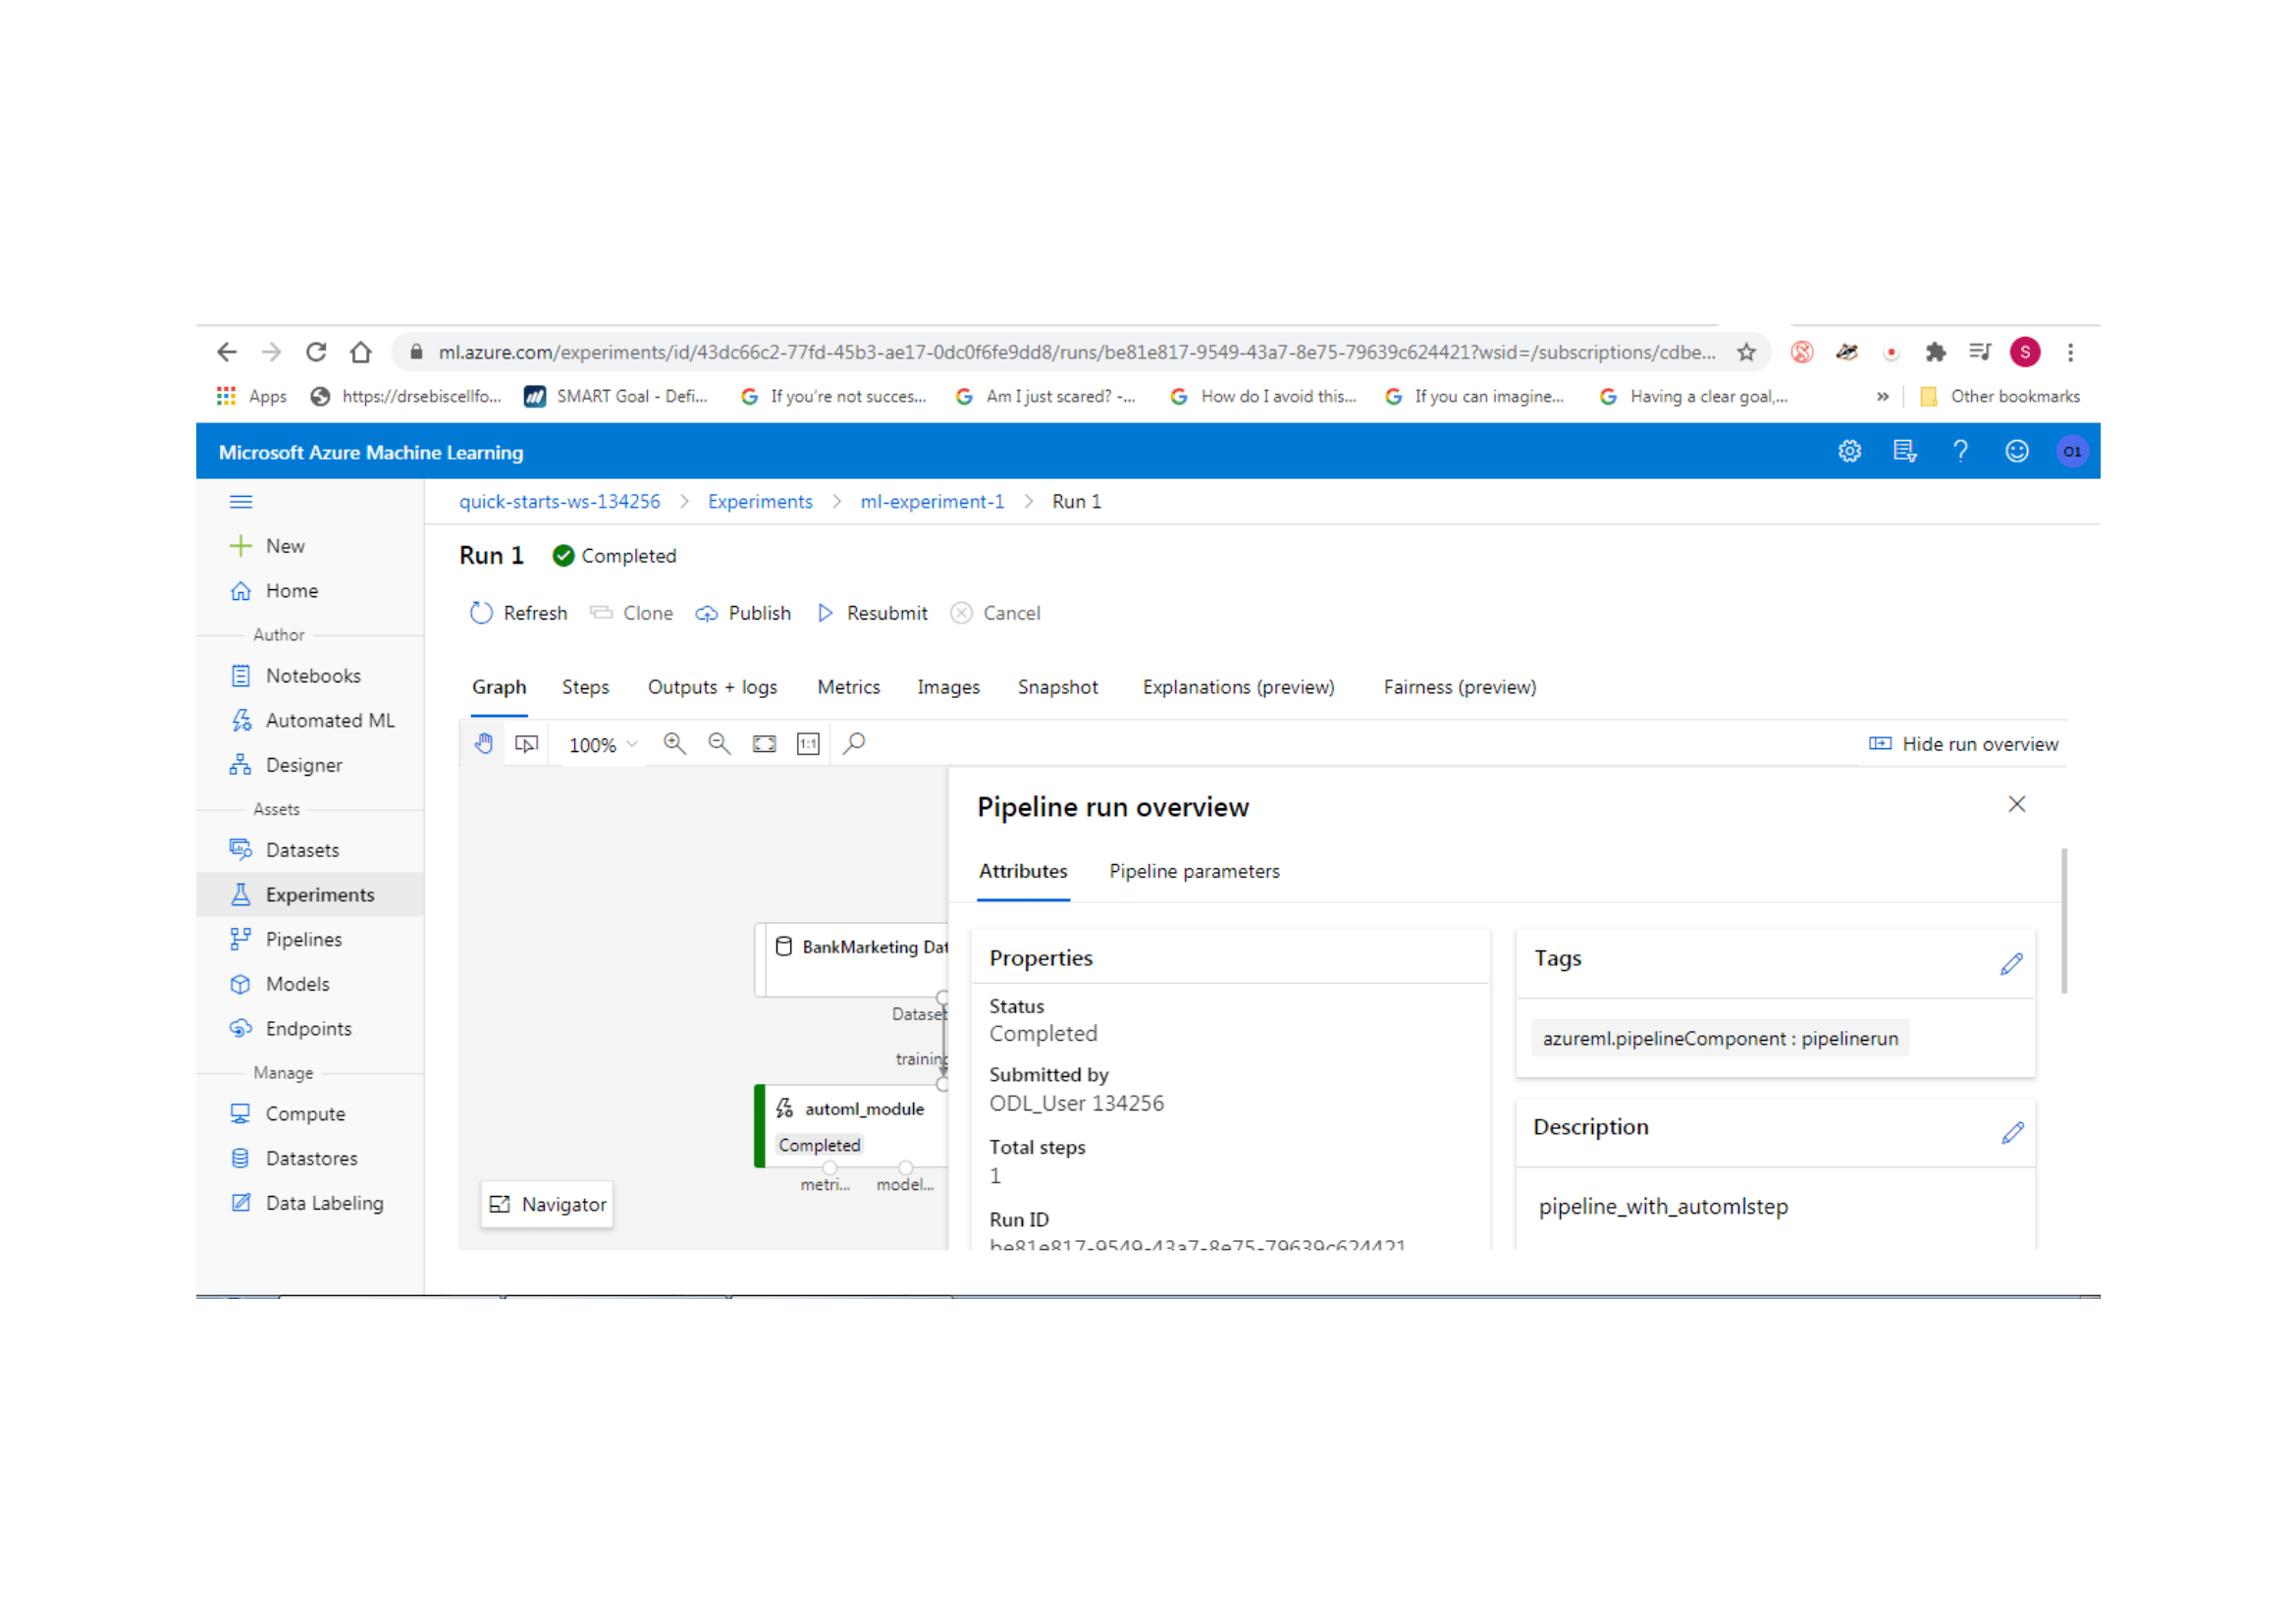 ml.azure.com/experiments/id/43dc66c2-77fd-45b3-ae17-0dc0f6fe9dd8/runs/be81e817-9549-43a7-8e75-79639c624421?wsid=/subscriptions/cdbe... S
Apps https://drsebiscellfo... SMART Goal - Defi... If you're not succes... Am I just scared? -... How do I avoid this... If you can imagine... Having a clear goal,... » Other bookmarks
Microsoft Azure Machine Learning ? O1
quick-starts-ws-134256 > Experiments > ml-experiment-1 > Run 1
New
Home
Author
Notebooks
Automated ML
Designer
Assets
Datasets
Experiments
Pipelines
Models
Endpoints
Manage
Compute
Datastores
Data Labeling
Run 1 Completed
Refresh Clone Publish Resubmit Cancel
Graph Steps Outputs + logs Metrics Images Snapshot Explanations (preview) Fairness (preview)
100% 1:1 Hide run overview
BankMarketing Dat
Dataset
training
automl_module
Completed
metri... model...
Navigator
Pipeline run overview
Attributes Pipeline parameters
Properties
Status
Completed
Submitted by
ODL_User 134256
Total steps
1
Run ID
be81e817-9549-43a7-8e75-79639c624421
Tags
azureml.pipelineComponent : pipelinerun
Description
pipeline_with_automlstep